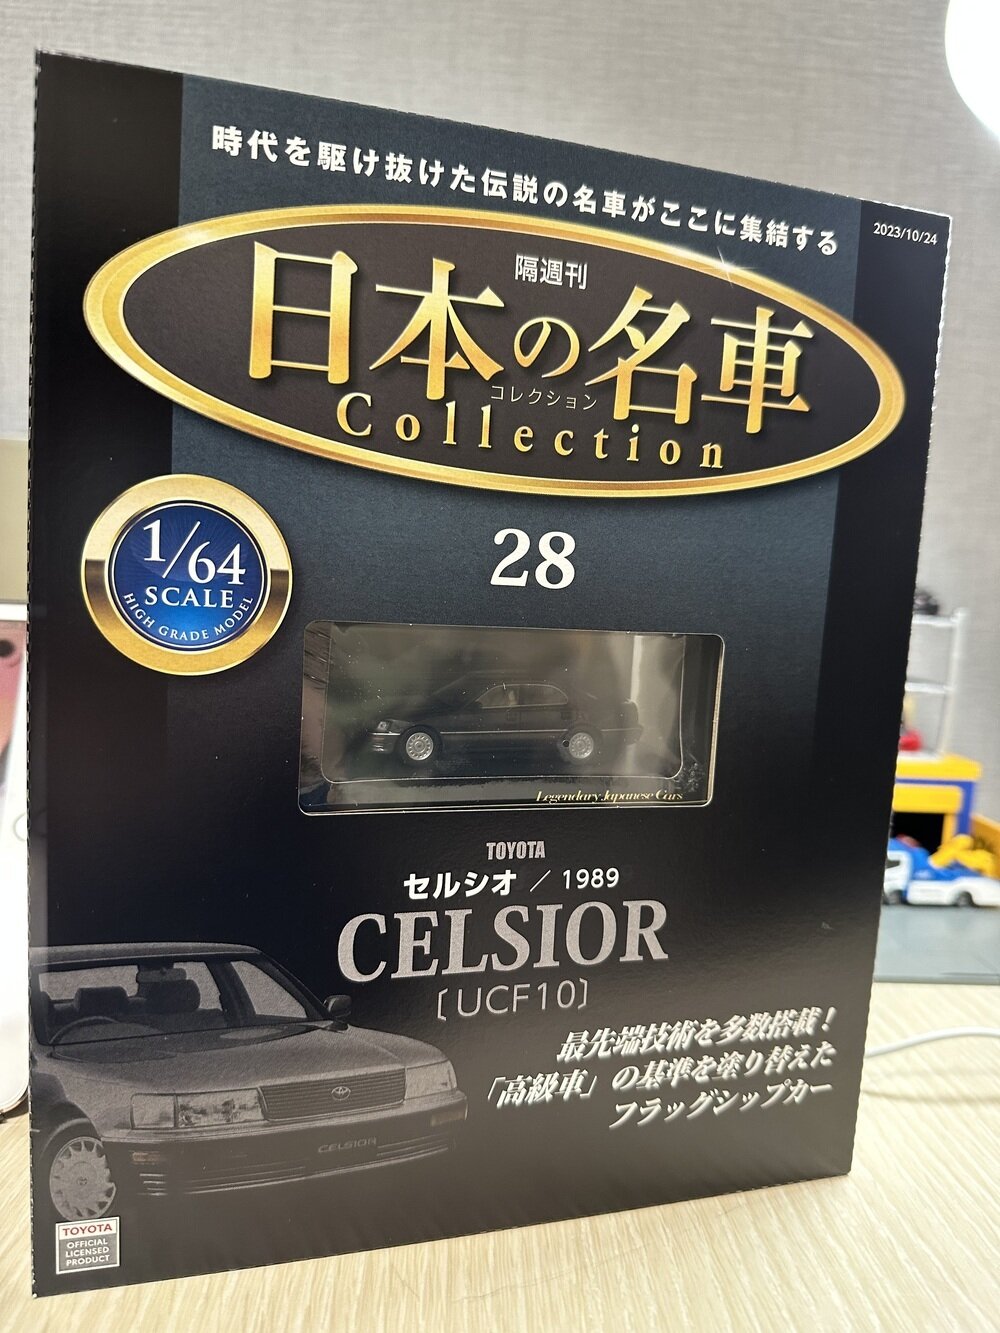 時代を駆け抜けた伝説の名車がここに集結する
2023/10/24
隔週刊
日本の名車
コレクション
Collection
1/64
SCALE
HIGH GRADE MODEL
28
Legendary Japanese Cars
TOYOTA
セルシオ / 1989
CELSIOR
〔UCF10〕
最先端技術を多数搭載!
「高級車」の基準を塗り替えた
フラッグシップカー
CELSIOR
TOYOTA
OFFICIAL
LICENSED
PRODUCT